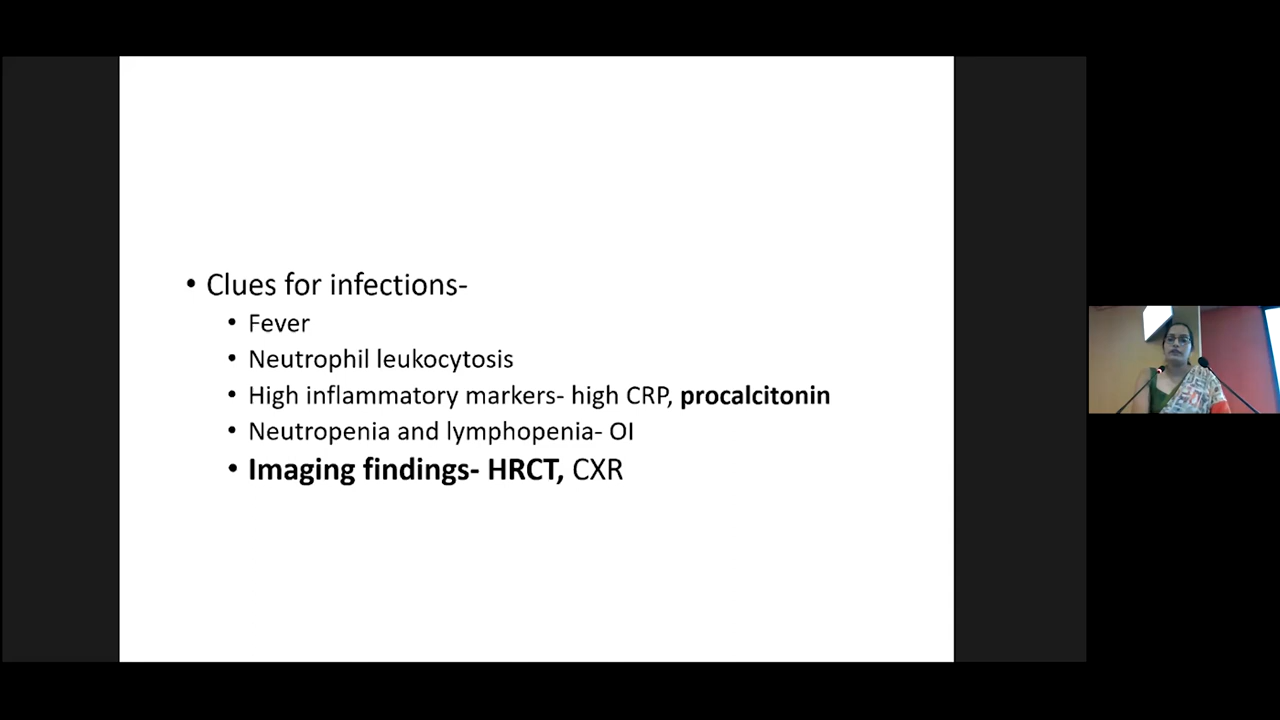 • Clues for infections-
• Fever
• Neutrophil leukocytosis
• High inflammatory markers- high CRP, procalcitonin
• Neutropenia and lymphopenia- OI
• Imaging findings- HRCT, CXR